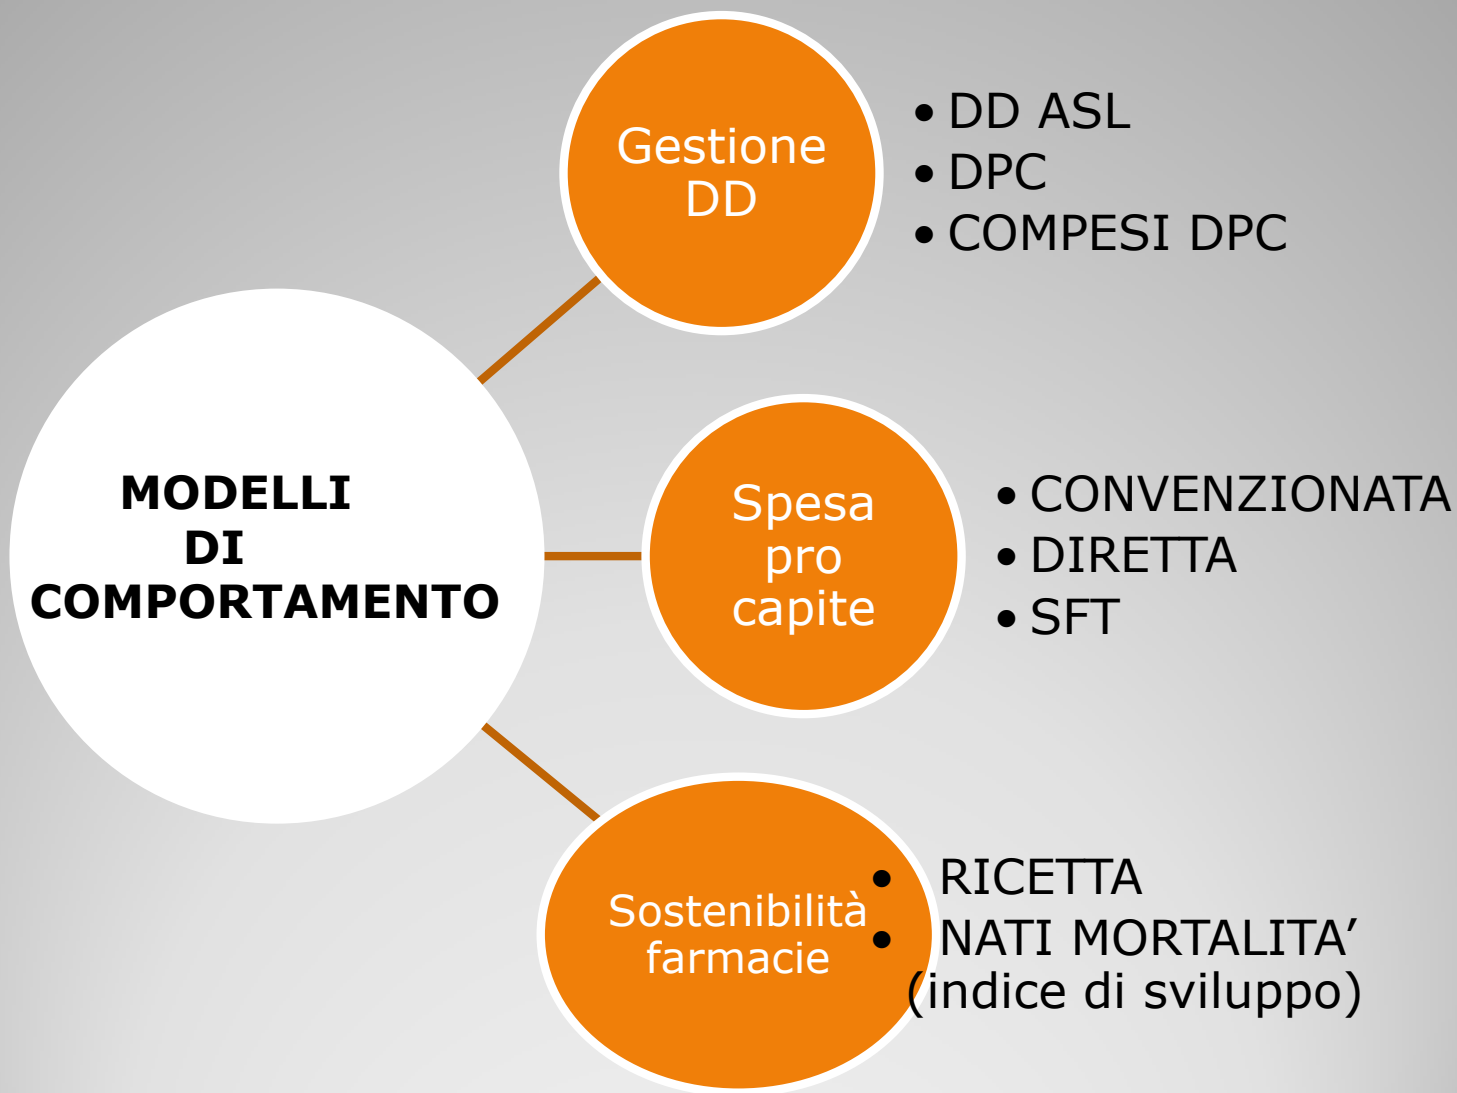 MODELLI
DI
COMPORTAMENTO
Gestione
DD
• DD ASL
• DPC
• COMPESI DPC
Spesa
pro
capite
• CONVENZIONATA
• DIRETTA
• SFT
Sostenibilità
farmacie
• RICETTA
• NATI MORTALITA’
(indice di sviluppo)